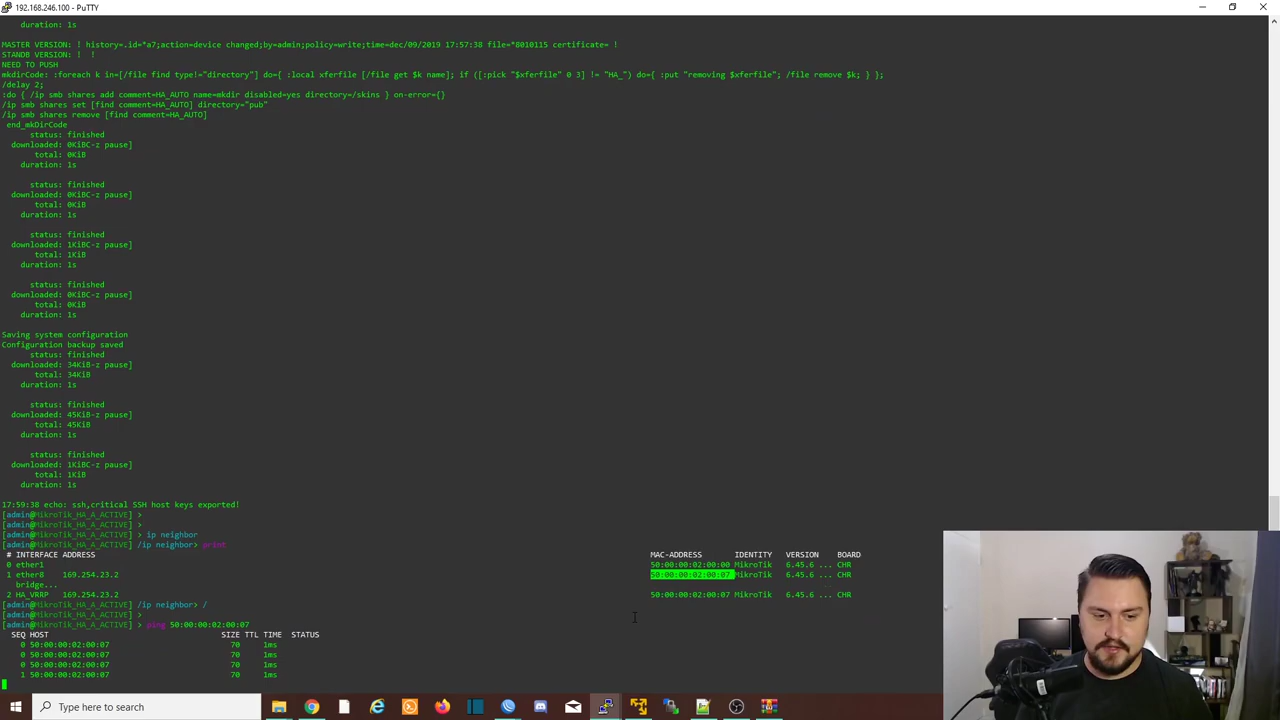 192.168.246.100 - PuTTY
duration: 1s
MASTER VERSION: ! history=.id=*a7;action=device changed;by=admin;policy=write;time=dec/09/2019 17:57:38 file=*8010115 certificate= !
STANDB VERSION: !  !
NEED TO PUSH
mkdirCode: :foreach k in=[/file find type!="directory"] do={ :local xferfile [/file get $k name]; if ([:pick "$xferfile" 0 3] != "HA_") do={ :put "removing $xferfile"; /file remove $k; } };
/delay 2;
:do { /ip smb shares add comment=HA_AUTO name=mkdir disabled=yes directory=/skins } on-error={}
/ip smb shares set [find comment=HA_AUTO] directory="pub"
/ip smb shares remove [find comment=HA_AUTO]
end_mkDirCode
status: finished
downloaded: 0KiBC-z pause]
total: 0KiB
duration: 1s
status: finished
downloaded: 0KiBC-z pause]
total: 0KiB
duration: 1s
status: finished
downloaded: 1KiBC-z pause]
total: 1KiB
duration: 1s
status: finished
downloaded: 0KiBC-z pause]
total: 0KiB
duration: 1s
Saving system configuration
Configuration backup saved
status: finished
downloaded: 34KiB-z pause]
total: 34KiB
duration: 1s
status: finished
downloaded: 45KiB-z pause]
total: 45KiB
duration: 1s
status: finished
downloaded: 1KiBC-z pause]
total: 1KiB
duration: 1s
17:59:38 echo: ssh,critical SSH host keys exported!
[admin@MikroTik_HA_A_ACTIVE] >
[admin@MikroTik_HA_A_ACTIVE] >
[admin@MikroTik_HA_A_ACTIVE] > ip neighbor
[admin@MikroTik_HA_A_ACTIVE] /ip neighbor> print
# INTERFACE ADDRESS MAC-ADDRESS IDENTITY VERSION BOARD
0 ether1 50:00:00:02:00:00 MikroTik 6.45.6 ... CHR
1 ether8 169.254.23.2 50:00:00:02:00:07 MikroTik 6.45.6 ... CHR
bridge...
2 HA_VRRP 169.254.23.2 50:00:00:02:00:07 MikroTik 6.45.6 ... CHR
[admin@MikroTik_HA_A_ACTIVE] /ip neighbor> /
[admin@MikroTik_HA_A_ACTIVE] >
[admin@MikroTik_HA_A_ACTIVE] > ping 50:00:00:02:00:07
SEQ HOST SIZE TTL TIME STATUS
0 50:00:00:02:00:07 70 1ms
0 50:00:00:02:00:07 70 1ms
0 50:00:00:02:00:07 70 1ms
1 50:00:00:02:00:07 70 1ms
Type here to search